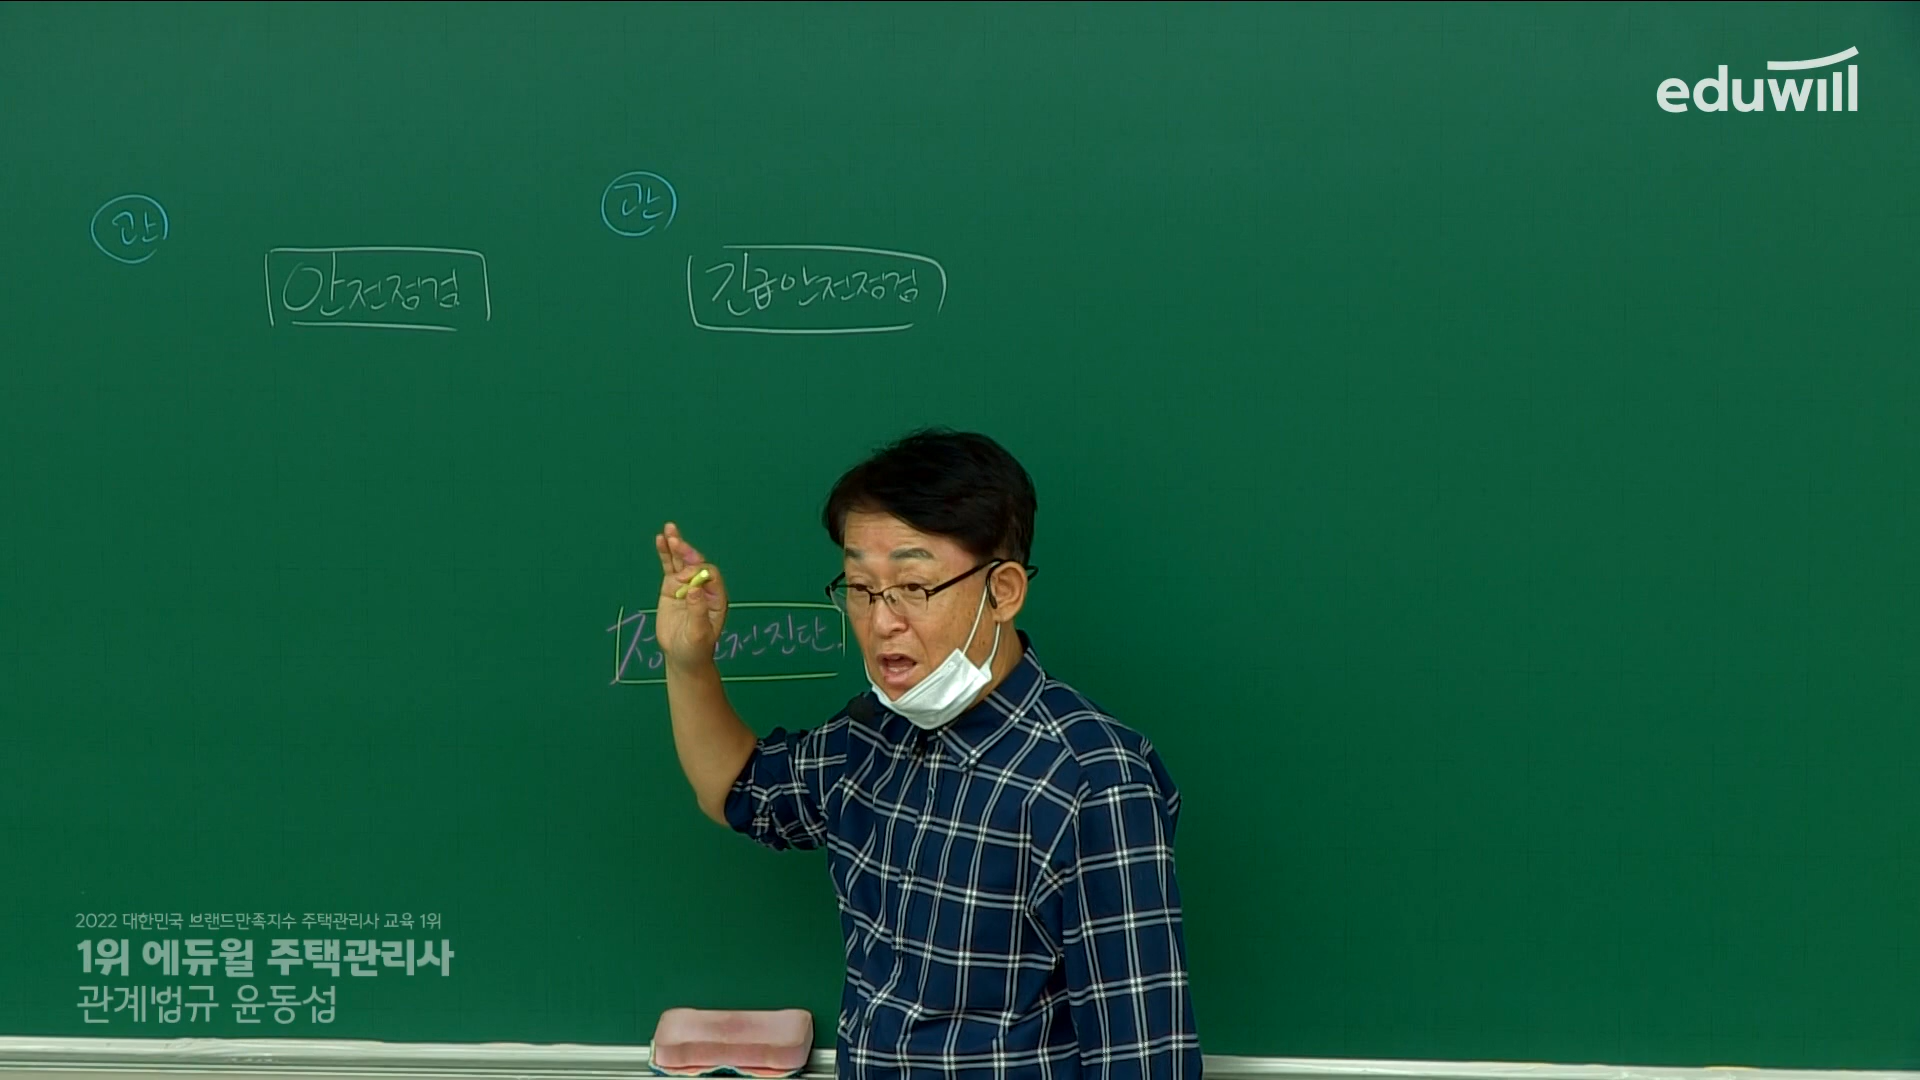 eduwill
관
관
안전점검
긴급안전점검
정 안전진단
2022 대한민국 브랜드만족지수 주택관리사 교육 1위
1위 에듀윌 주택관리사
관계법규 윤동섭